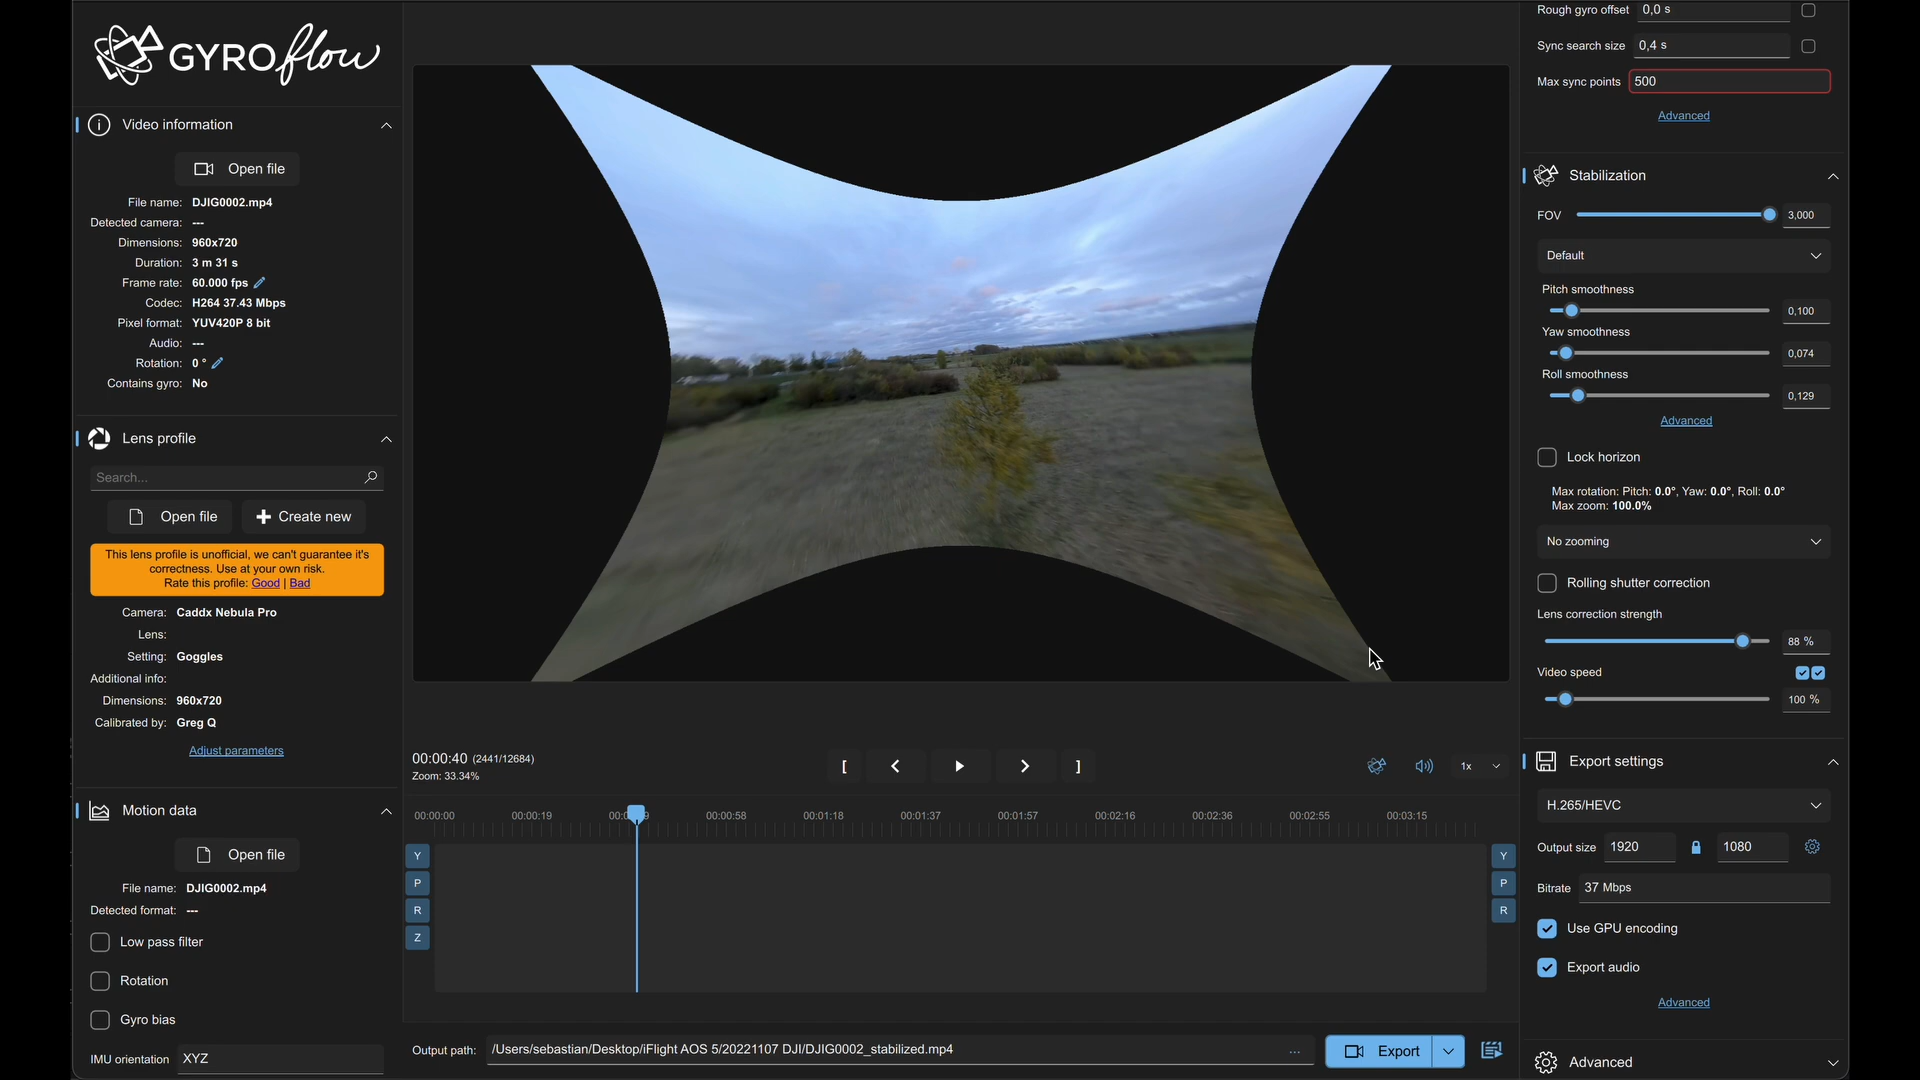 GYROflow
Video information
Open file
File name: DJIG0002.mp4
Detected camera: ---
Dimensions: 960x720
Duration: 3 m 31 s
Frame rate: 60.000 fps
Codec: H264 37.43 Mbps
Pixel format: YUV420P 8 bit
Audio: ---
Rotation: 0 °
Contains gyro: No
Lens profile
Search...
Open file
Create new
This lens profile is unofficial, we can't guarantee it's
correctness. Use at your own risk.
Rate this profile: Good | Bad
Camera: Caddx Nebula Pro
Lens:
Setting: Goggles
Additional info:
Dimensions: 960x720
Calibrated by: Greg Q
Adjust parameters
Motion data
Open file
File name: DJIG0002.mp4
Detected format: ---
Low pass filter
Rotation
Gyro bias
IMU orientation XYZ
00:00:40 (2441/12684)
Zoom: 33.34%
[
]
1x
00:00:00 00:00:19 00: 9 00:00:58 00:01:18 00:01:37 00:01:57 00:02:16 00:02:36 00:02:55 00:03:15
Y Y
P P
R R
Z
Output path: /Users/sebastian/Desktop/iFlight AOS 5/20221107 DJI/DJIG0002_stabilized.mp4 ...
Export
Rough gyro offset 0,0 s
Sync search size 0,4 s
Max sync points 500
Advanced
Stabilization
FOV 3,000
Default
Pitch smoothness
0,100
Yaw smoothness
0,074
Roll smoothness
0,129
Advanced
Lock horizon
Max rotation: Pitch: 0.0°, Yaw: 0.0°, Roll: 0.0°
Max zoom: 100.0%
No zooming
Rolling shutter correction
Lens correction strength
88 %
Video speed
100 %
Export settings
H.265/HEVC
Output size 1920 1080
Bitrate 37 Mbps
Use GPU encoding
Export audio
Advanced
Advanced